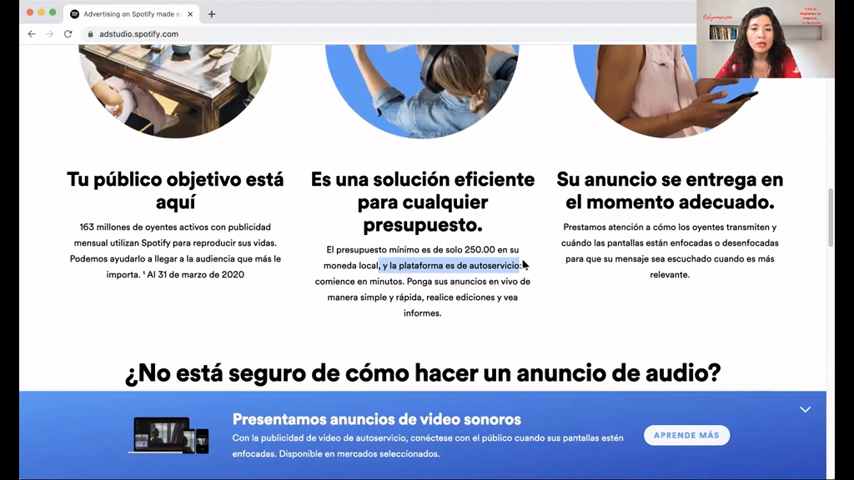 Advertising on Spotify made e
adstudio.spotify.com
Tu público objetivo está
aquí
163 millones de oyentes activos con publicidad
mensual utilizan Spotify para reproducir sus vidas.
Podemos ayudarlo a llegar a la audiencia que más le
importa. ¹ Al 31 de marzo de 2020
Es una solución eficiente
para cualquier
presupuesto.
El presupuesto mínimo es de solo 250.00 en su
moneda local, y la plataforma es de autoservicio:
comience en minutos. Ponga sus anuncios en vivo de
manera simple y rápida, realice ediciones y vea
informes.
Su anuncio se entrega en
el momento adecuado.
Prestamos atención a cómo los oyentes transmiten y
cuándo las pantallas están enfocadas o desenfocadas
para que su mensaje sea escuchado cuando es más
relevante.
¿No está seguro de cómo hacer un anuncio de audio?
Presentamos anuncios de video sonoros
Con la publicidad de video de autoservicio, conéctese con el público cuando sus pantallas estén
enfocadas. Disponible en mercados seleccionados.
APRENDE MÁS